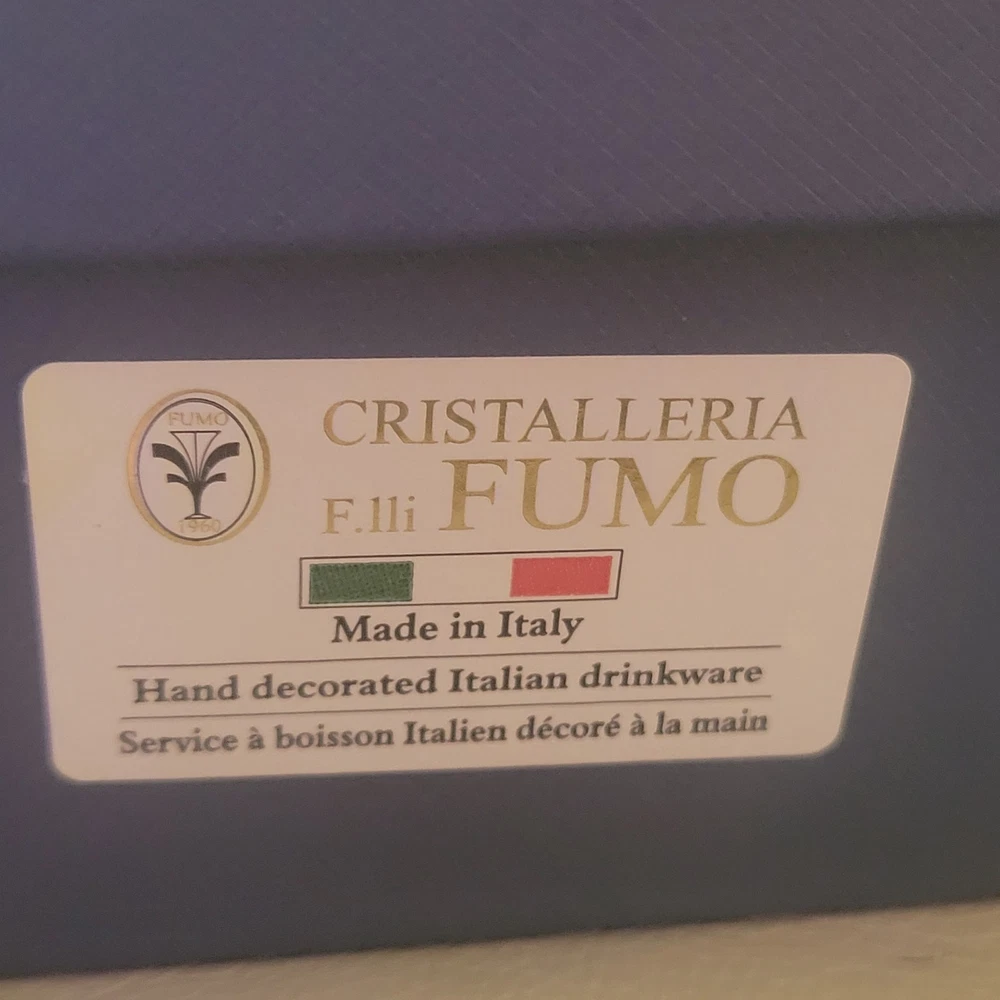 FUMO
1960
CRISTALLERIA
F.lli FUMO
Made in Italy
Hand decorated Italian drinkware
Service à boisson Italien décoré à la main